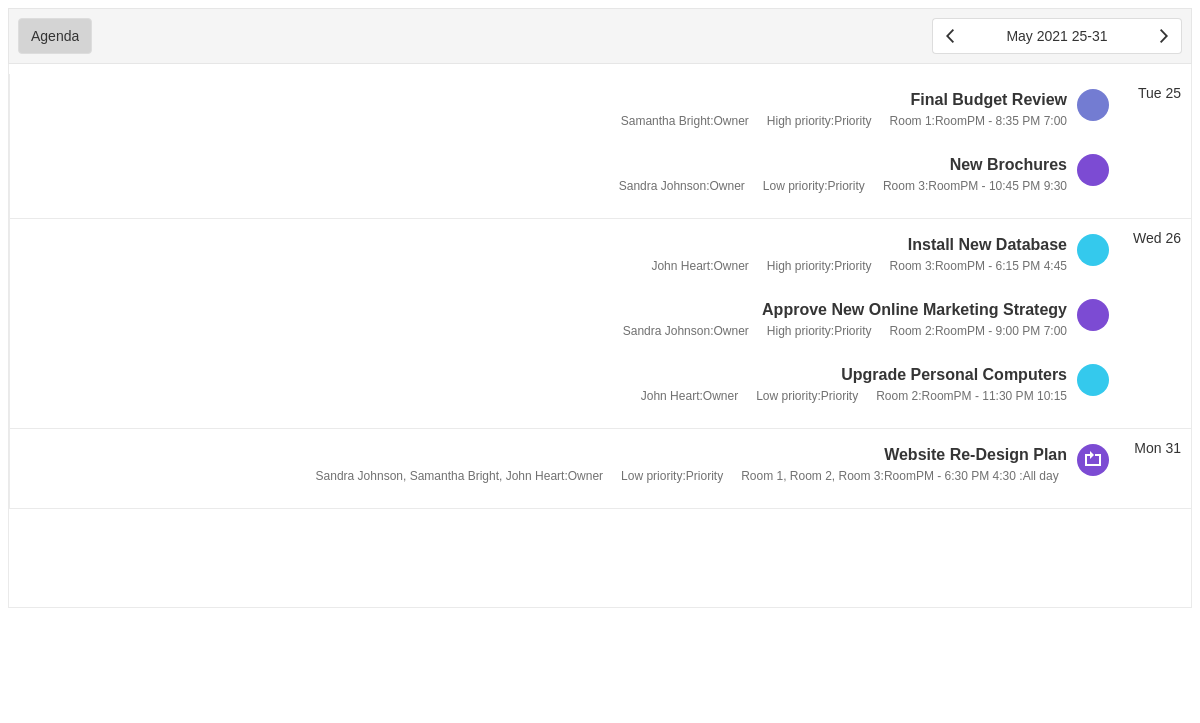 Agenda
May 2021 25-31
Tue 25
Final Budget Review
Samantha Bright:Owner High priority:Priority Room 1:RoomPM - 8:35 PM 7:00
New Brochures
Sandra Johnson:Owner Low priority:Priority Room 3:RoomPM - 10:45 PM 9:30
Wed 26
Install New Database
John Heart:Owner High priority:Priority Room 3:RoomPM - 6:15 PM 4:45
Approve New Online Marketing Strategy
Sandra Johnson:Owner High priority:Priority Room 2:RoomPM - 9:00 PM 7:00
Upgrade Personal Computers
John Heart:Owner Low priority:Priority Room 2:RoomPM - 11:30 PM 10:15
Mon 31
Website Re-Design Plan
Sandra Johnson, Samantha Bright, John Heart:Owner Low priority:Priority Room 1, Room 2, Room 3:RoomPM - 6:30 PM 4:30 :All day